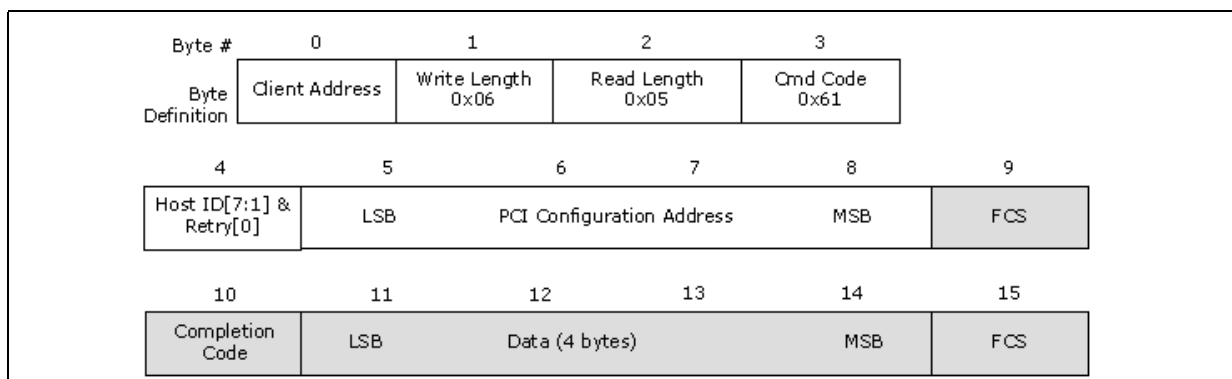 Byte # 0 1 2 3
Byte Definition Client Address Write Length 0x06 Read Length 0x05 Cmd Code 0x61
4 5 6 7 8 9
Host ID[7:1] & Retry[0] LSB PCI Configuration Address MSB FCS
10 11 12 13 14 15
Completion Code LSB Data (4 bytes) MSB FCS